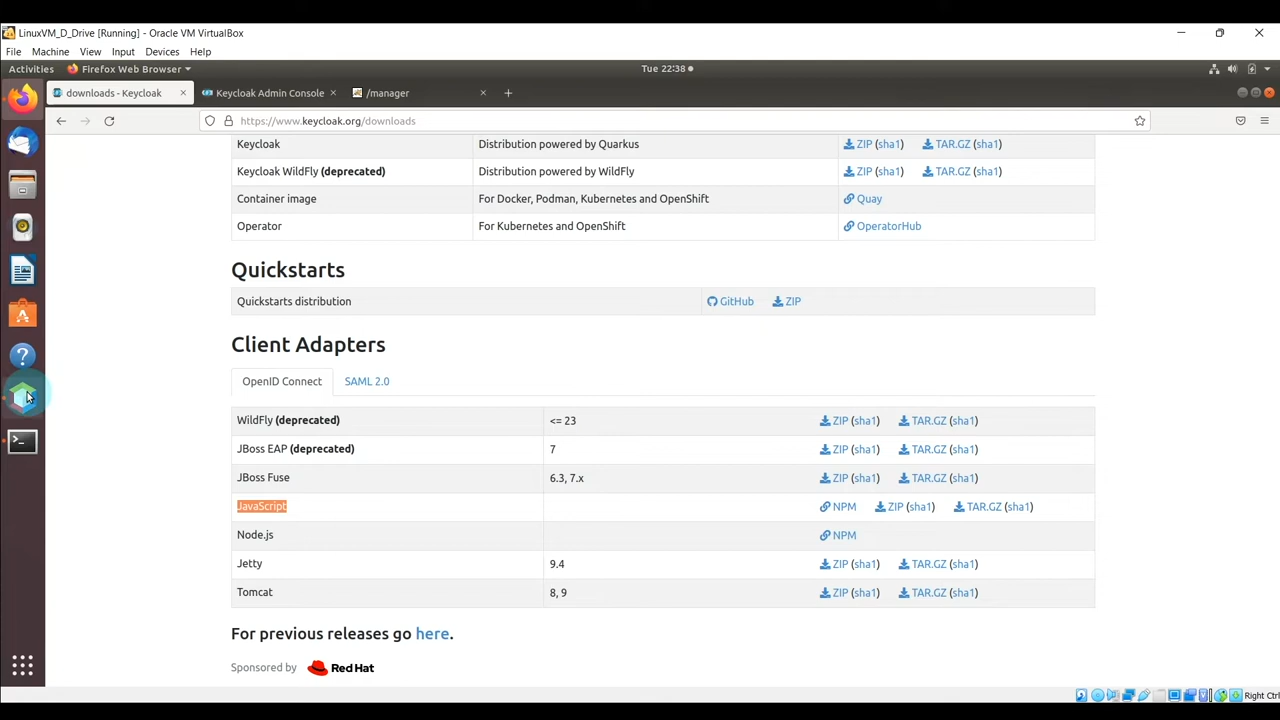 LinuxVM_D_Drive [Running] - Oracle VM VirtualBox
File Machine View Input Devices Help
Activities Firefox Web Browser Tue 22:38
downloads - Keycloak Keycloak Admin Console /manager
https://www.keycloak.org/downloads
Keycloak Distribution powered by Quarkus ZIP (sha1) TAR.GZ (sha1)
Keycloak WildFly (deprecated) Distribution powered by WildFly ZIP (sha1) TAR.GZ (sha1)
Container image For Docker, Podman, Kubernetes and OpenShift Quay
Operator For Kubernetes and OpenShift OperatorHub
Quickstarts
Quickstarts distribution GitHub ZIP
Client Adapters
OpenID Connect SAML 2.0
WildFly (deprecated) <= 23 ZIP (sha1) TAR.GZ (sha1)
JBoss EAP (deprecated) 7 ZIP (sha1) TAR.GZ (sha1)
JBoss Fuse 6.3, 7.x ZIP (sha1) TAR.GZ (sha1)
JavaScript NPM ZIP (sha1) TAR.GZ (sha1)
Node.js NPM
Jetty 9.4 ZIP (sha1) TAR.GZ (sha1)
Tomcat 8, 9 ZIP (sha1) TAR.GZ (sha1)
For previous releases go here.
Sponsored by Red Hat
Right Ctrl